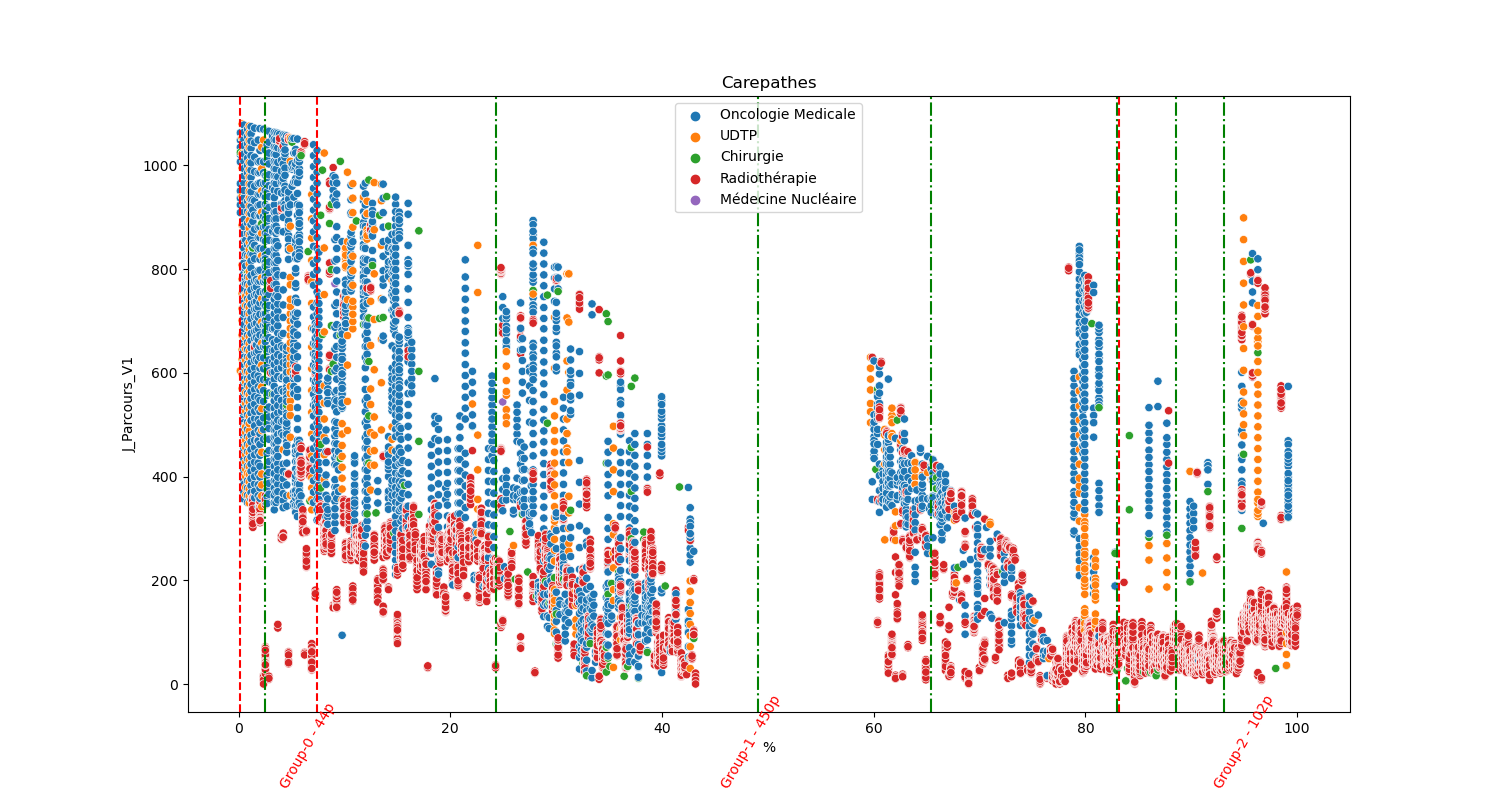 Carepathes
Oncologie Medicale
UDTP
Chirurgie
Radiothérapie
Médecine Nucléaire
J_Parcours_V1
1000
800
600
400
200
0
0
20
40
60
80
100
%
Group-0 - 44p
Group-1 - 450p
Group-2 - 102p